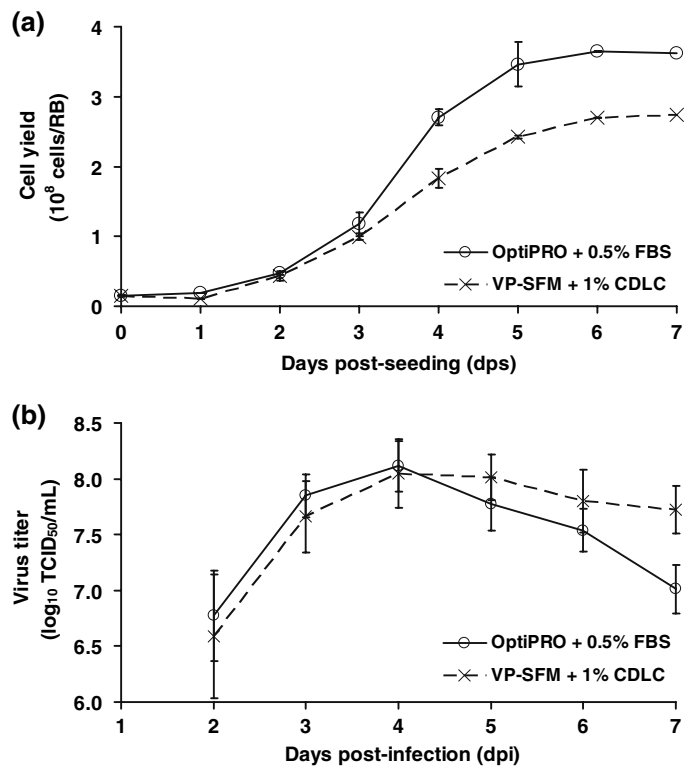 (a)
4
3
2
1
0
Cell yield
(10⁸ cells/RB)
OptiPRO + 0.5% FBS
VP-SFM + 1% CDLC
0 1 2 3 4 5 6 7
Days post-seeding (dps)
(b)
8.5
8.0
7.5
7.0
6.5
6.0
Virus titer
(log₁₀ TCID₅₀/mL)
OptiPRO + 0.5% FBS
VP-SFM + 1% CDLC
1 2 3 4 5 6 7
Days post-infection (dpi)